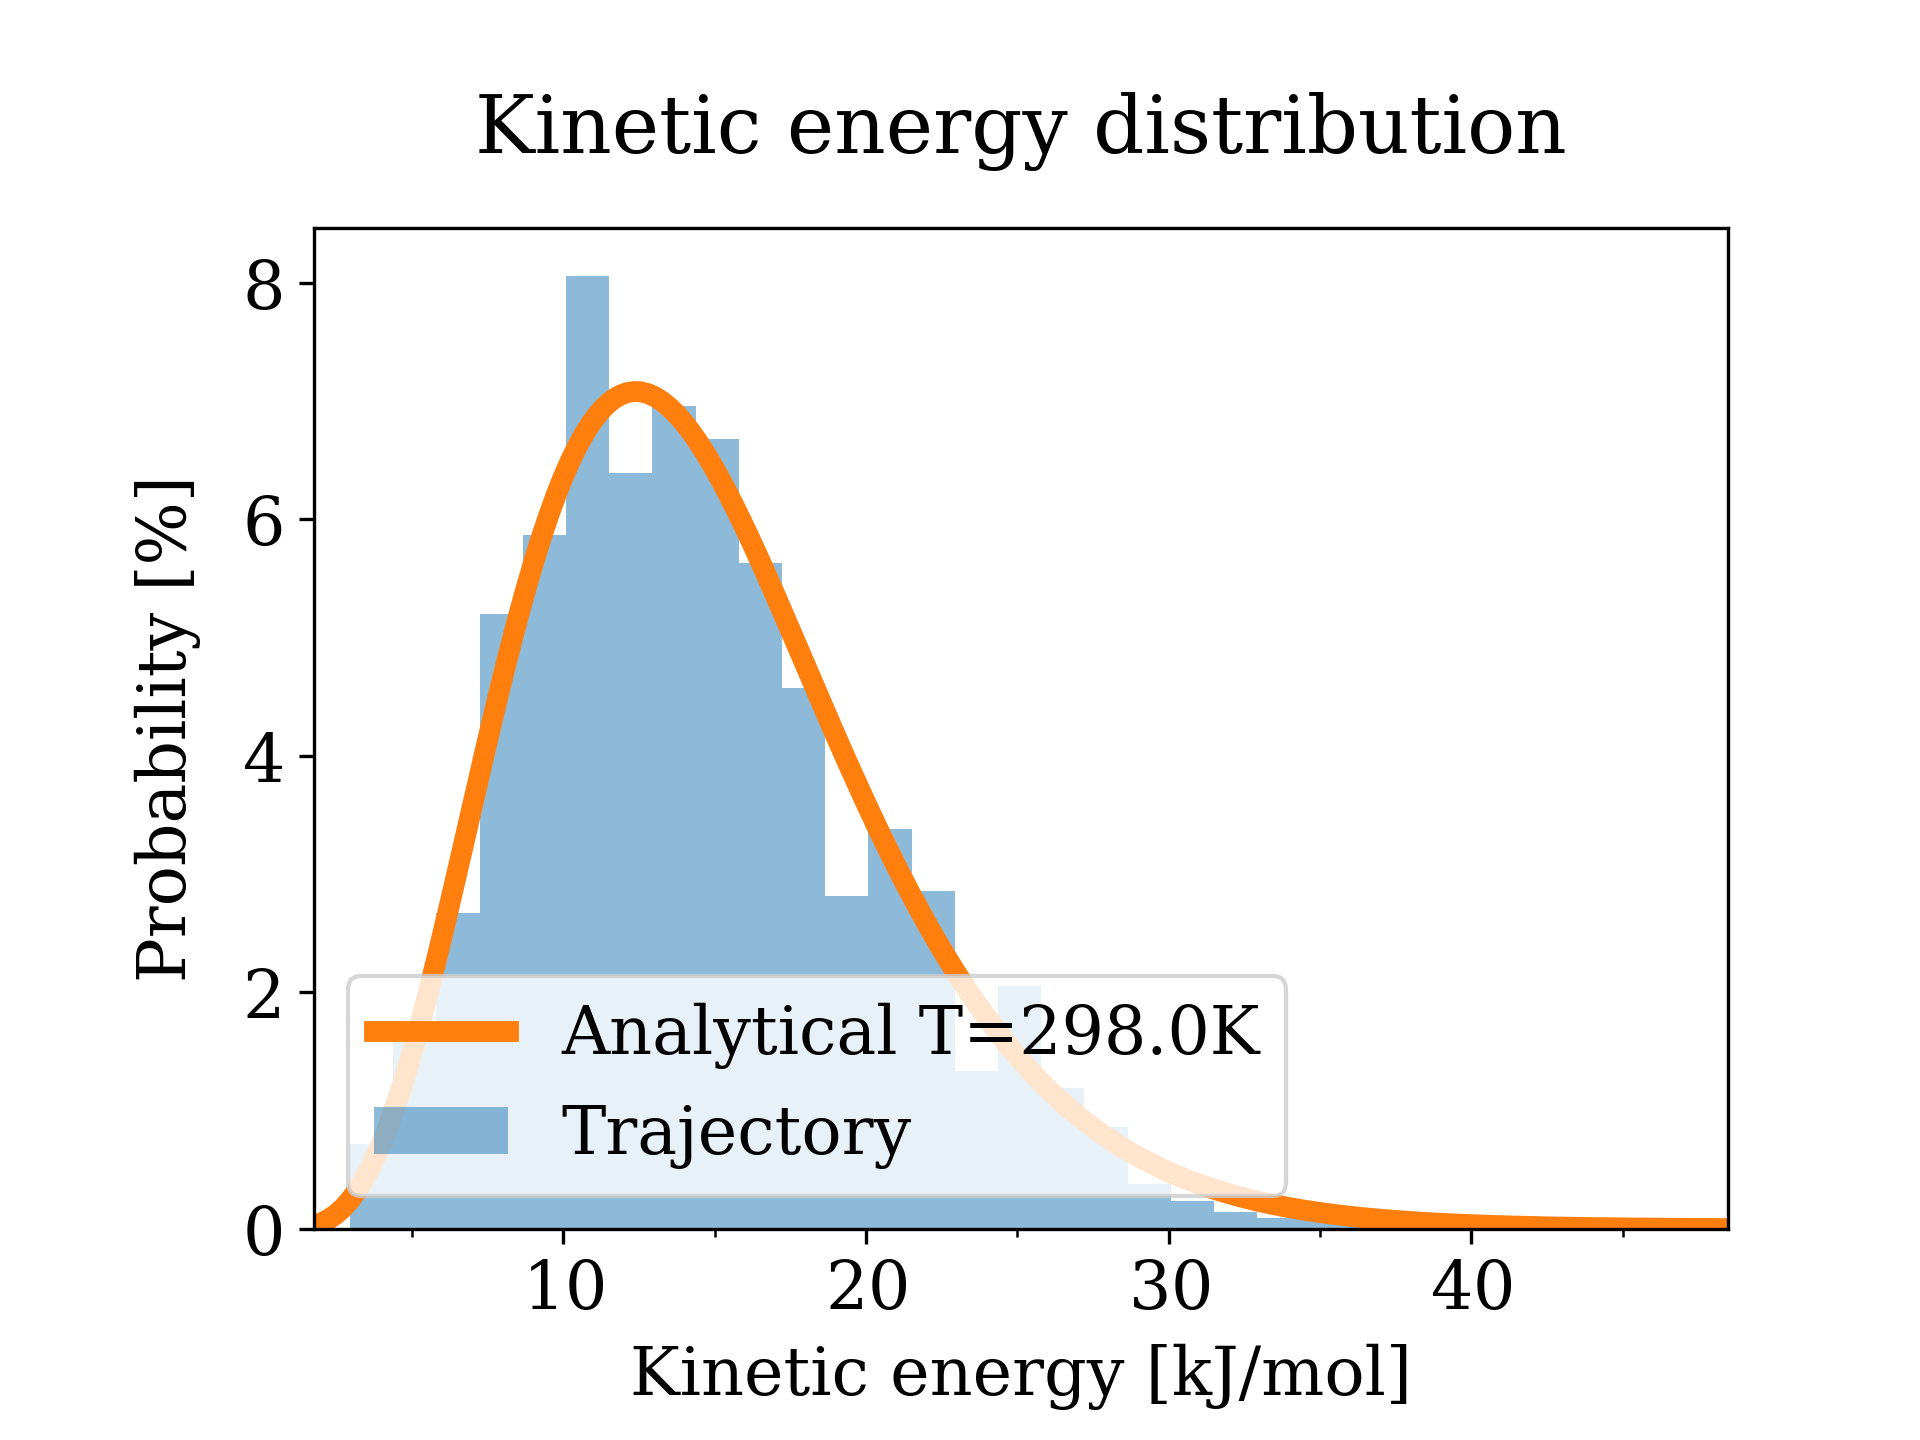 Kinetic energy distribution
8
6
4
2
0
Probability [%]
Analytical T=298.0K
Trajectory
10 20 30 40
Kinetic energy [kJ/mol]